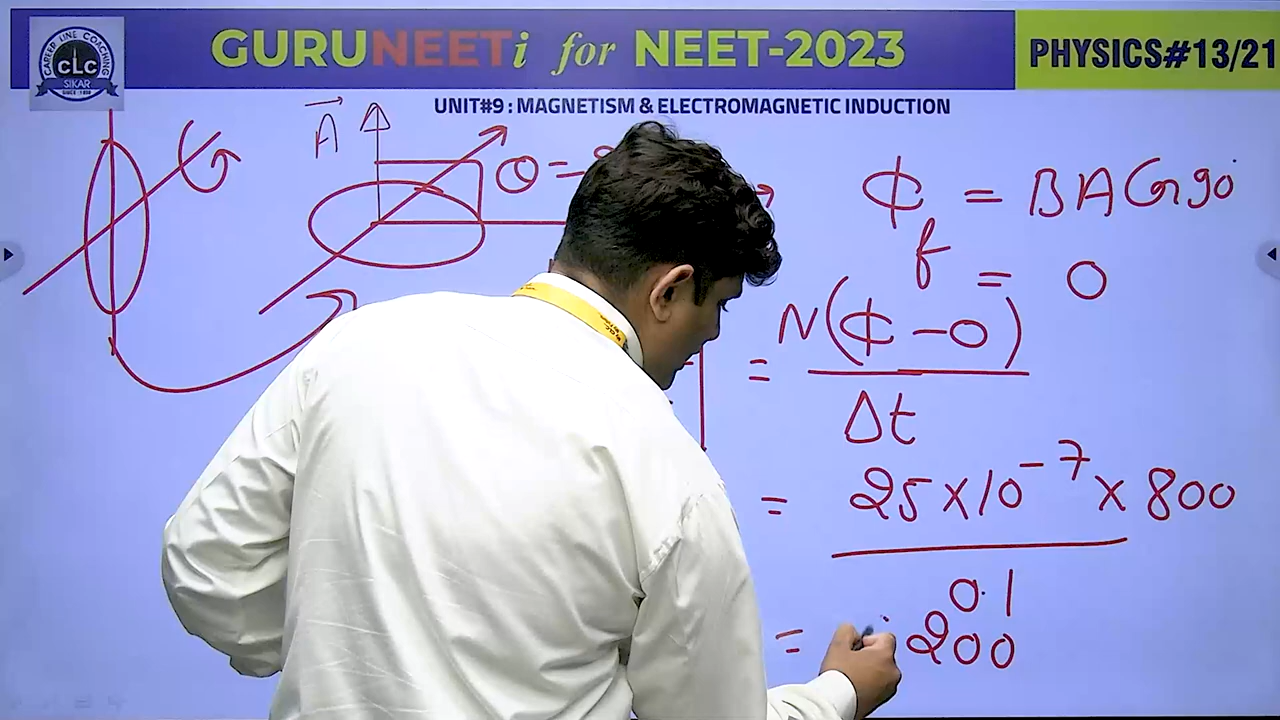 GURUNEETi for NEET-2023
PHYSICS#13/21
CAREER LINE COACHING
CLC
SIKAR
UNIT#9 : MAGNETISM & ELECTROMAGNETIC INDUCTION
A
θ =
ϕf = BA Cos 90°
= 0
= N(ϕ - 0)
Δt
= 25 × 10⁻⁷ × 800
0.1
= 200